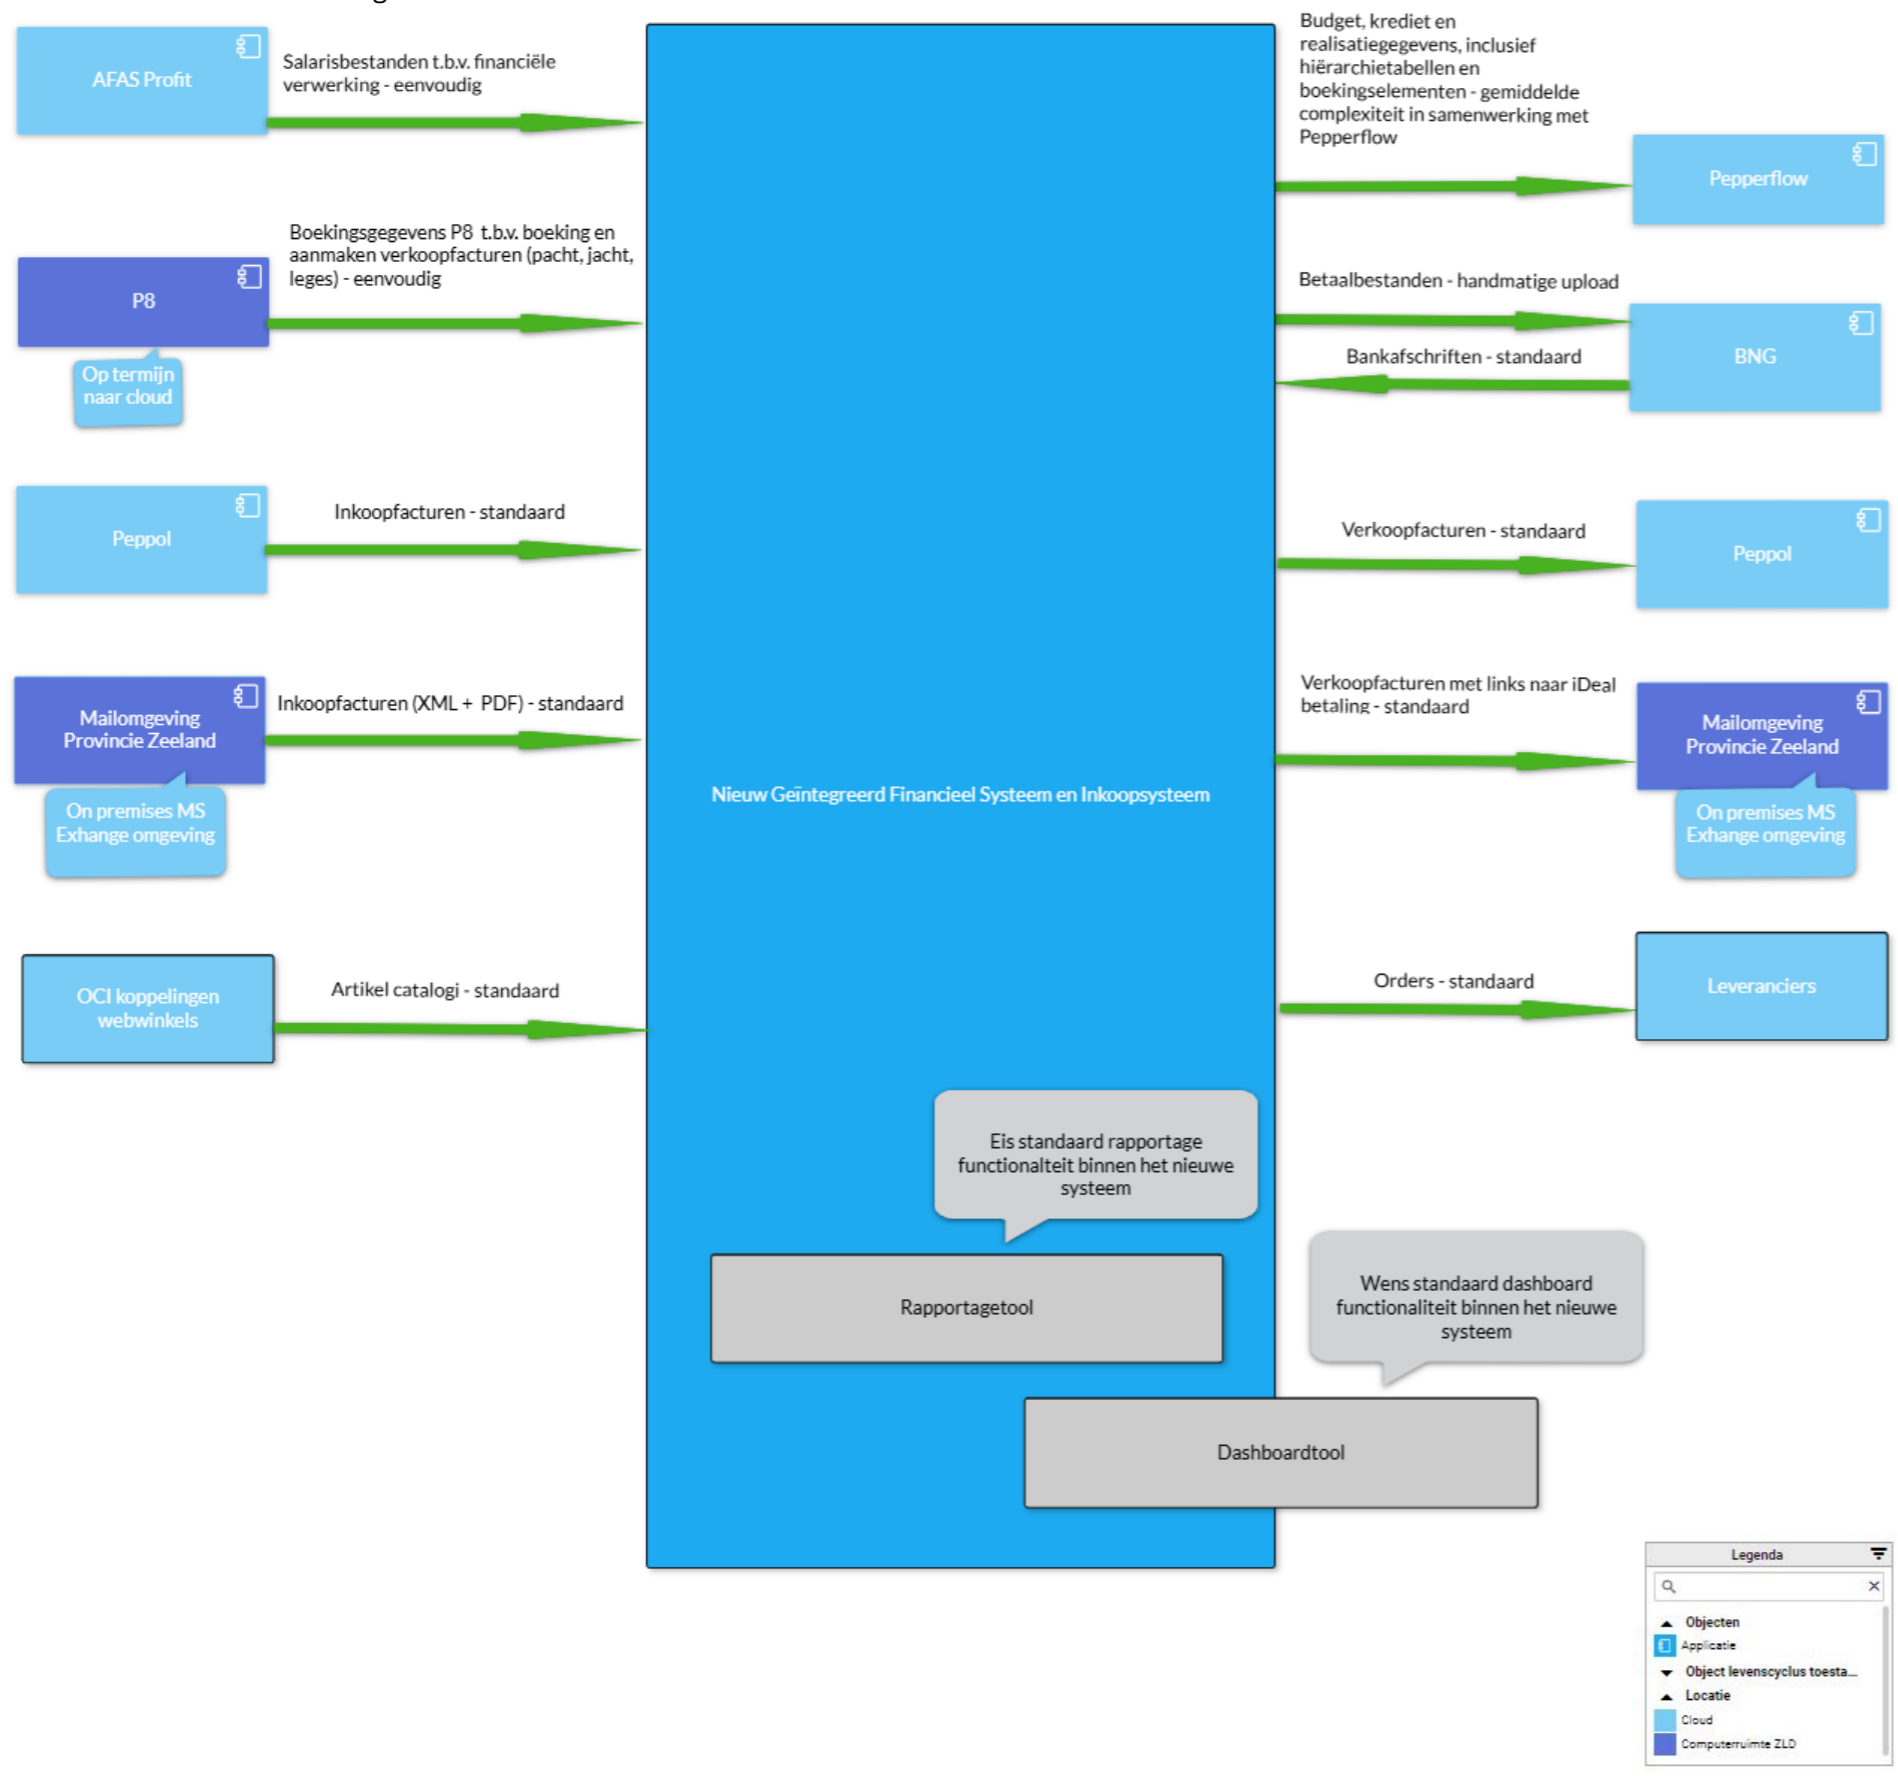 AFAS Profit
Salarisbestanden t.b.v. financiële
verwerking - eenvoudig
Boekingsgegevens P8 t.b.v. boeking en
aanmaken verkoopfacturen (pacht, jacht,
leges) - eenvoudig
P8
Op termijn
naar cloud
Peppol
Inkoopfacturen - standaard
Mailomgeving
Provincie Zeeland
Inkoopfacturen (XML + PDF) - standaard
On premises MS
Exhange omgeving
OCI koppelingen
webwinkels
Artikel catalogi - standaard
Nieuw Geïntegreerd Financieel Systeem en Inkoopsysteem
Eis standaard rapportage
functionalteit binnen het nieuwe
systeem
Rapportagetool
Wens standaard dashboard
functionaliteit binnen het nieuwe
systeem
Dashboardtool
Budget, krediet en
realisatiegegevens, inclusief
hiërarchietabellen en
boekingselementen - gemiddelde
complexiteit in samenwerking met
Pepperflow
Pepperflow
Betaalbestanden - handmatige upload
Bankafschriften - standaard
BNG
Verkoopfacturen - standaard
Peppol
Verkoopfacturen met links naar iDeal
betaling - standaard
Mailomgeving
Provincie Zeeland
On premises MS
Exhange omgeving
Orders - standaard
Leveranciers
Legenda
Objecten
Applicatie
Object levenscyclus toesta...
Locatie
Cloud
Computerruimte ZLD